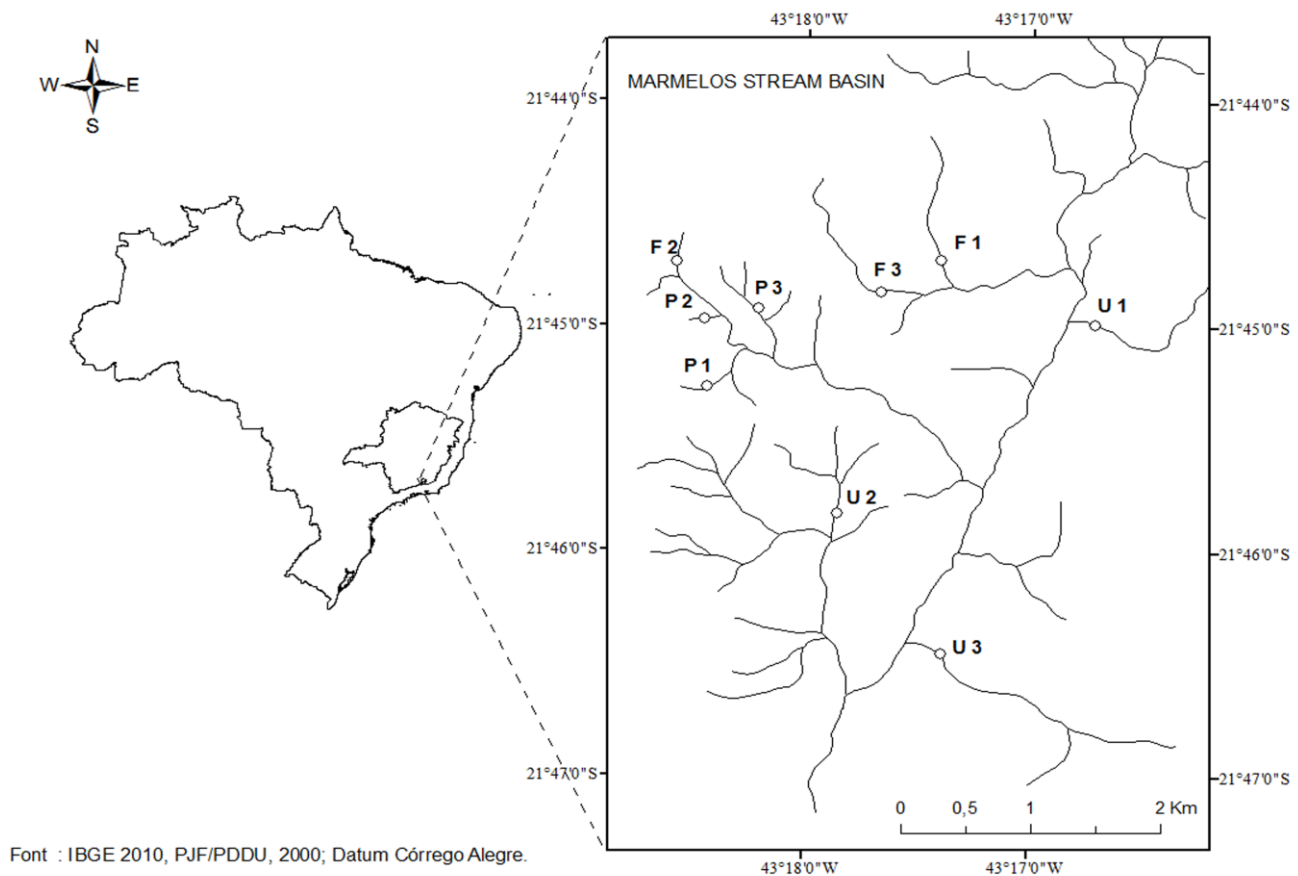 43°18'0"W
43°17'0"W
N
W
E
S
MARMELOS STREAM BASIN
21°44'0"S
21°44'0"S
F 2
F 1
F 3
P 3
P 2
U 1
21°45'0"S
21°45'0"S
P 1
U 2
21°46'0"S
21°46'0"S
U 3
21°47'0"S
21°47'0"S
0 0,5 1 2 Km
Font : IBGE 2010, PJF/PDDU, 2000; Datum Córrego Alegre.
43°18'0"W
43°17'0"W